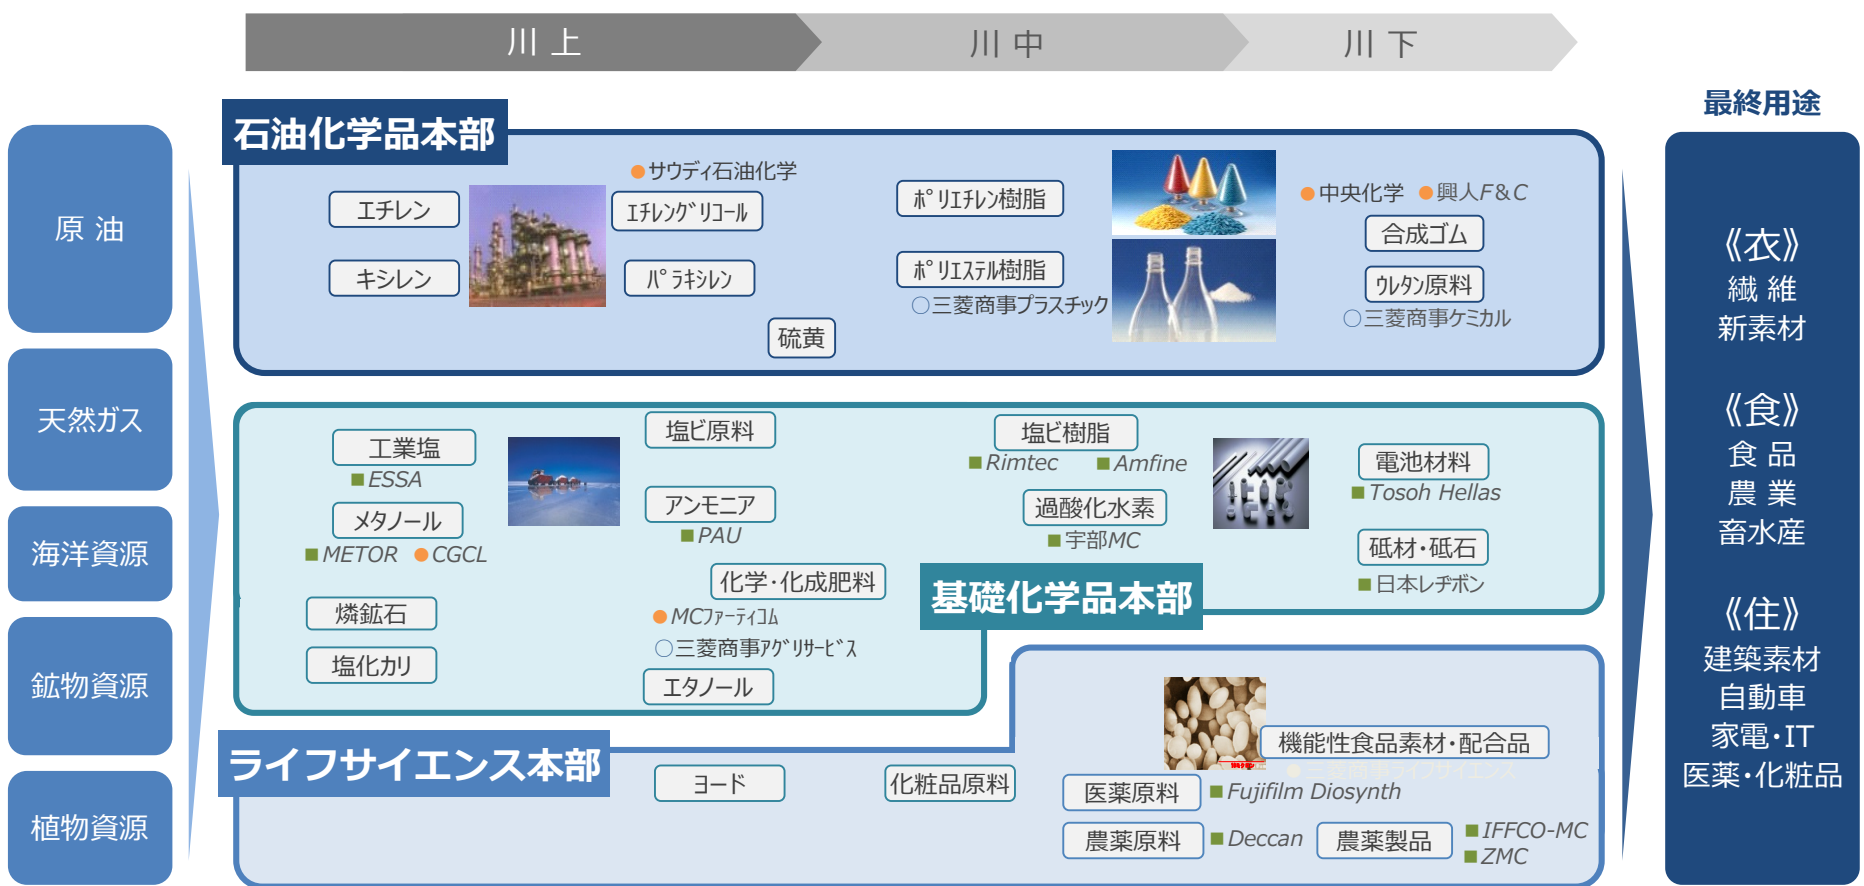 川 上
川 中
川 下
最終用途
原 油
天然ガス
海洋資源
鉱物資源
植物資源
石油化学品本部
●サウディ石油化学
エチレン
エチレングリコール
キシレン
パラキシレン
硫黄
ポリエチレン樹脂
ポリエステル樹脂
○三菱商事プラスチック
●中央化学 ●興人F&C
合成ゴム
ウレタン原料
○三菱商事ケミカル
工業塩
■ESSA
メタノール
■METOR ●CGCL
燐鉱石
塩化カリ
塩ビ原料
アンモニア
■PAU
化学・化成肥料
●MCファーティコム
○三菱商事アグリサービス
エタノール
塩ビ樹脂
■Rimtec ■Amfine
過酸化水素
■宇部MC
電池材料
■Tosoh Hellas
砥材・砥石
■日本レヂボン
基礎化学品本部
ライフサイエンス本部
ヨード
化粧品原料
機能性食品素材・配合品
●三菱商事ライフサイエンス
医薬原料
■Fujifilm Diosynth
農薬原料
■Deccan
農薬製品
■IFFCO-MC
■ZMC
《衣》
繊 維
新素材
《食》
食 品
農 業
畜水産
《住》
建築素材
自動車
家電・IT
医薬・化粧品